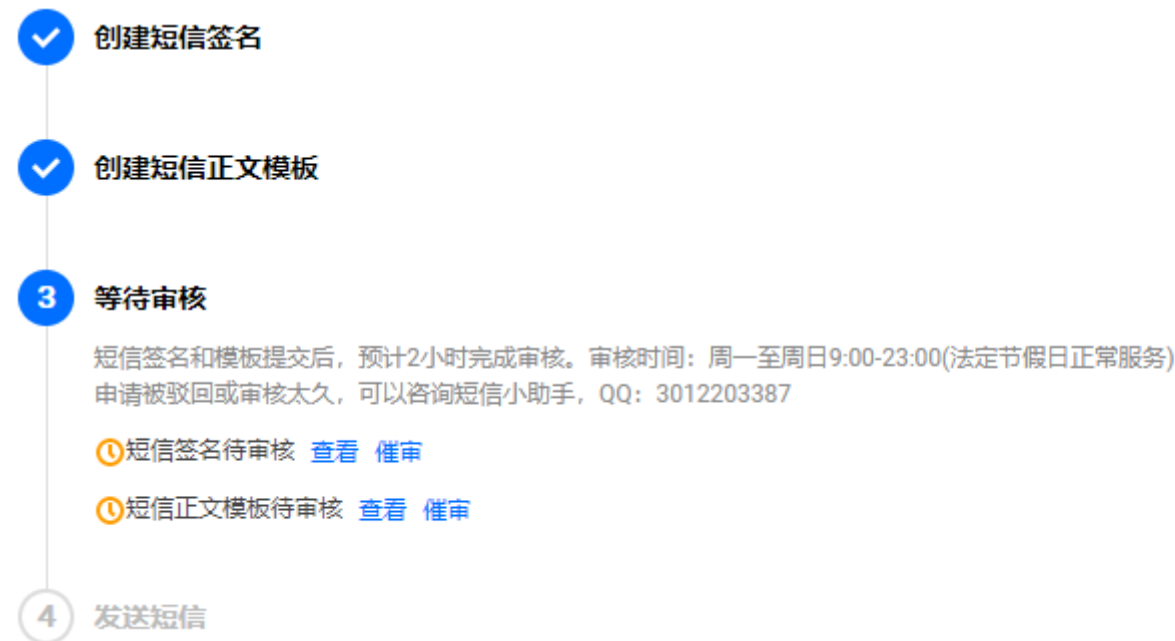 创建短信签名
创建短信正文模板
3 等待审核
短信签名和模板提交后，预计2小时完成审核。审核时间：周一至周日9:00-23:00(法定节假日正常服务)
申请被驳回或审核太久，可以咨询短信小助手，QQ：3012203387
短信签名待审核 查看 催审
短信正文模板待审核 查看 催审
4 发送短信